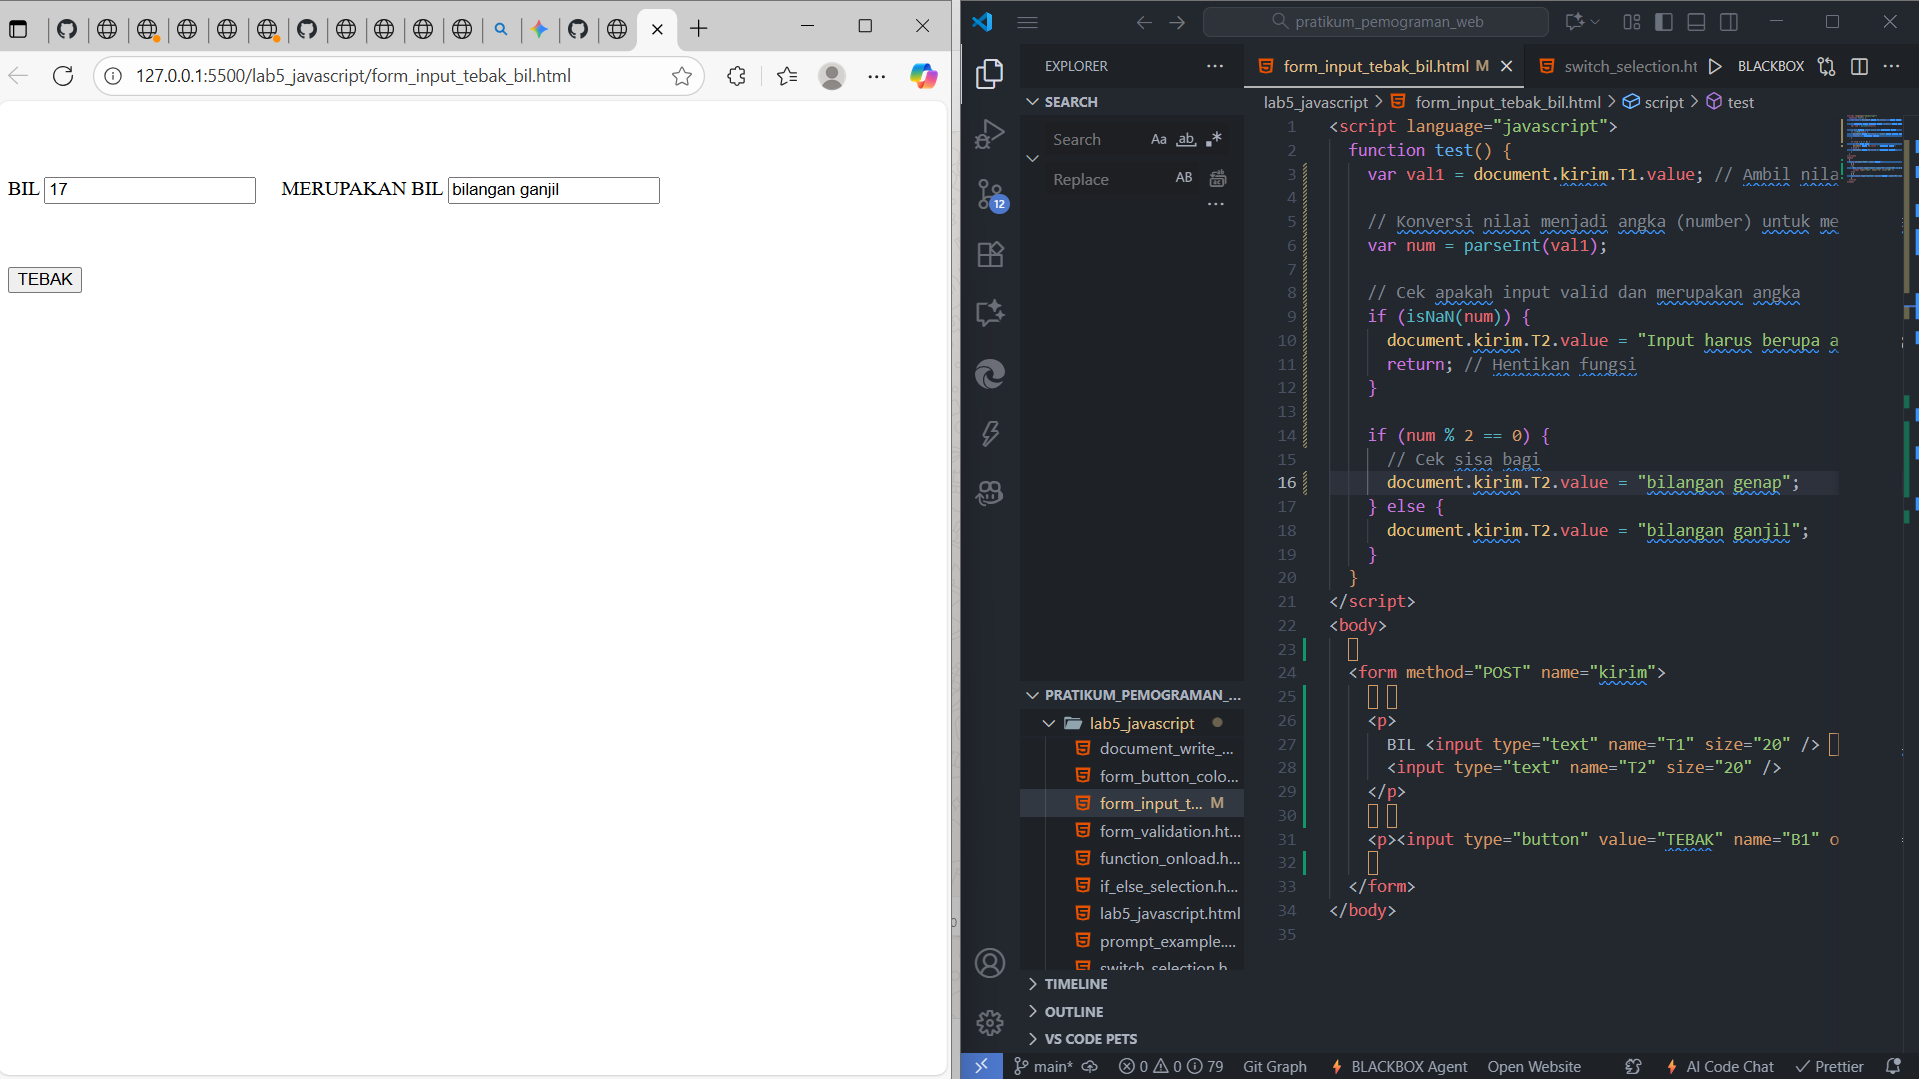 127.0.0.1:5500/lab5_javascript/form_input_tebak_bil.html
BIL 17 MERUPAKAN BIL bilangan ganjil
TEBAK
pratikum_pemograman_web
EXPLORER
SEARCH
Search Aa ab
Replace AB
12
PRATIKUM_PEMOGRAMAN_...
lab5_javascript
document_write_...
form_button_colo...
form_input_t... M
form_validation.ht...
function_onload.h...
if_else_selection.h...
lab5_javascript.html
prompt_example....
switch_selection.h...
TIMELINE
OUTLINE
VS CODE PETS
form_input_tebak_bil.html M switch_selection.ht BLACKBOX
lab5_javascript > form_input_tebak_bil.html > script > test
1 <script language="javascript">
2 function test() {
3 var val1 = document.kirim.T1.value; // Ambil nila
4
5 // Konversi nilai menjadi angka (number) untuk me
6 var num = parseInt(val1);
7
8 // Cek apakah input valid dan merupakan angka
9 if (isNaN(num)) {
10 document.kirim.T2.value = "Input harus berupa a
11 return; // Hentikan fungsi
12 }
13
14 if (num % 2 == 0) {
15 // Cek sisa bagi
16 document.kirim.T2.value = "bilangan genap";
17 } else {
18 document.kirim.T2.value = "bilangan ganjil";
19 }
20 }
21 </script>
22 <body>
23
24 <form method="POST" name="kirim">
25
26 <p>
27 BIL <input type="text" name="T1" size="20" />
28 <input type="text" name="T2" size="20" />
29 </p>
30
31 <p><input type="button" value="TEBAK" name="B1" o
32
33 </form>
34 </body>
35
main* 0 0 79 Git Graph BLACKBOX Agent Open Website AI Code Chat Prettier